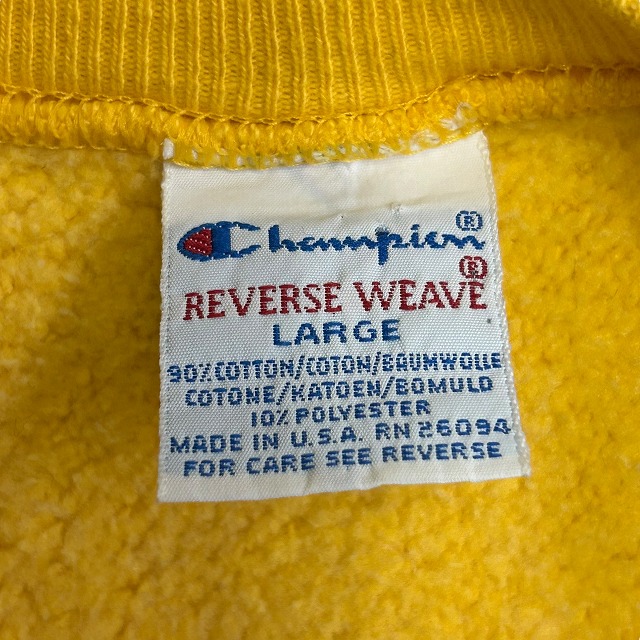 Champion®
REVERSE WEAVE®
LARGE
90% COTTON/COTON/BAUMWOLLE
COTONE/KATOEN/BOMULD
10% POLYESTER
MADE IN U.S.A. RN 26094
FOR CARE SEE REVERSE